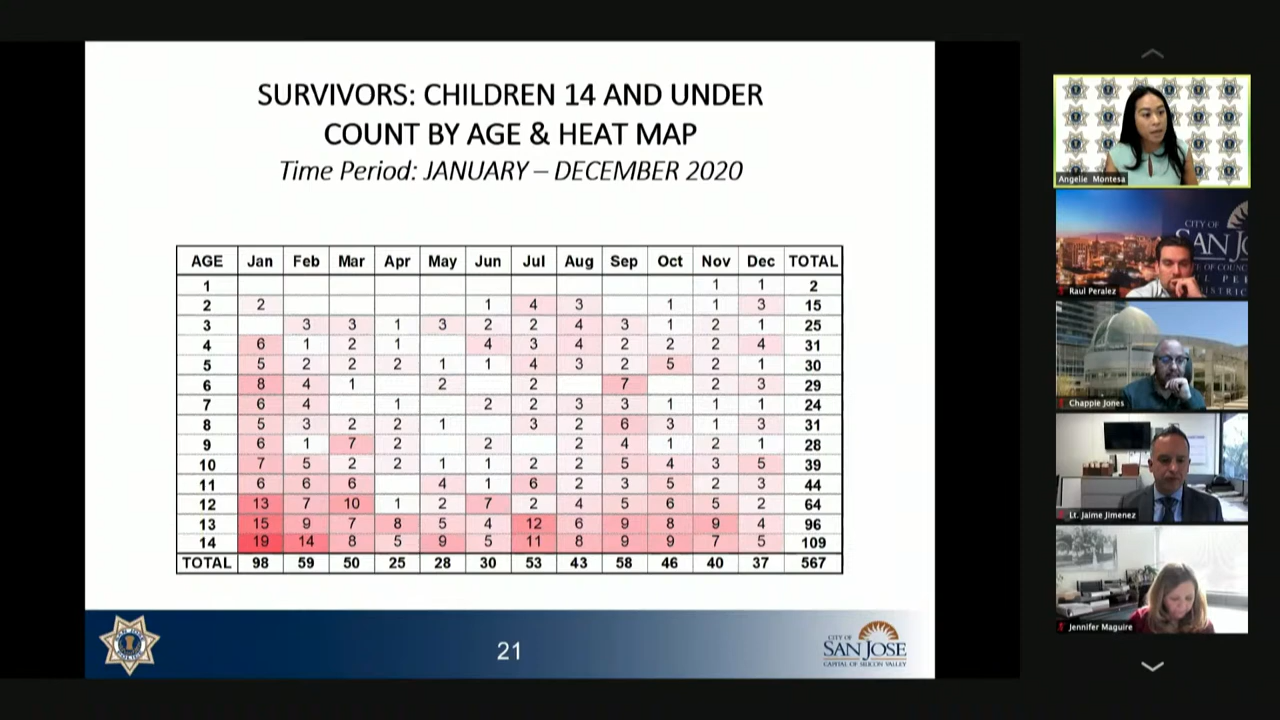 SURVIVORS: CHILDREN 14 AND UNDER
COUNT BY AGE & HEAT MAP
Time Period: JANUARY – DECEMBER 2020
AGE Jan Feb Mar Apr May Jun Jul Aug Sep Oct Nov Dec TOTAL
1 1 1 2
2 2 1 4 3 1 1 3 15
3 3 3 1 3 2 2 4 3 1 2 1 25
4 6 1 2 1 4 3 4 2 2 2 4 31
5 5 2 2 2 1 1 4 3 2 5 2 1 30
6 8 4 1 2 2 7 2 3 29
7 6 4 1 2 2 3 3 1 1 1 24
8 5 3 2 2 1 3 2 6 3 1 3 31
9 6 1 7 2 2 2 4 1 2 1 28
10 7 5 2 2 1 1 2 2 5 4 3 5 39
11 6 6 6 4 1 6 2 3 5 2 3 44
12 13 7 10 1 2 7 2 4 5 6 5 2 64
13 15 9 7 8 5 4 12 6 9 8 9 4 96
14 19 14 8 5 9 5 11 8 9 9 7 5 109
TOTAL 98 59 50 25 28 30 53 43 58 46 40 37 567
21
CITY OF
SAN JOSE
CAPITAL OF SILICON VALLEY
Angelie Montesa
CITY OF
Raul Peralez
Chappie Jones
Lt. Jaime Jimenez
Jennifer Maguire